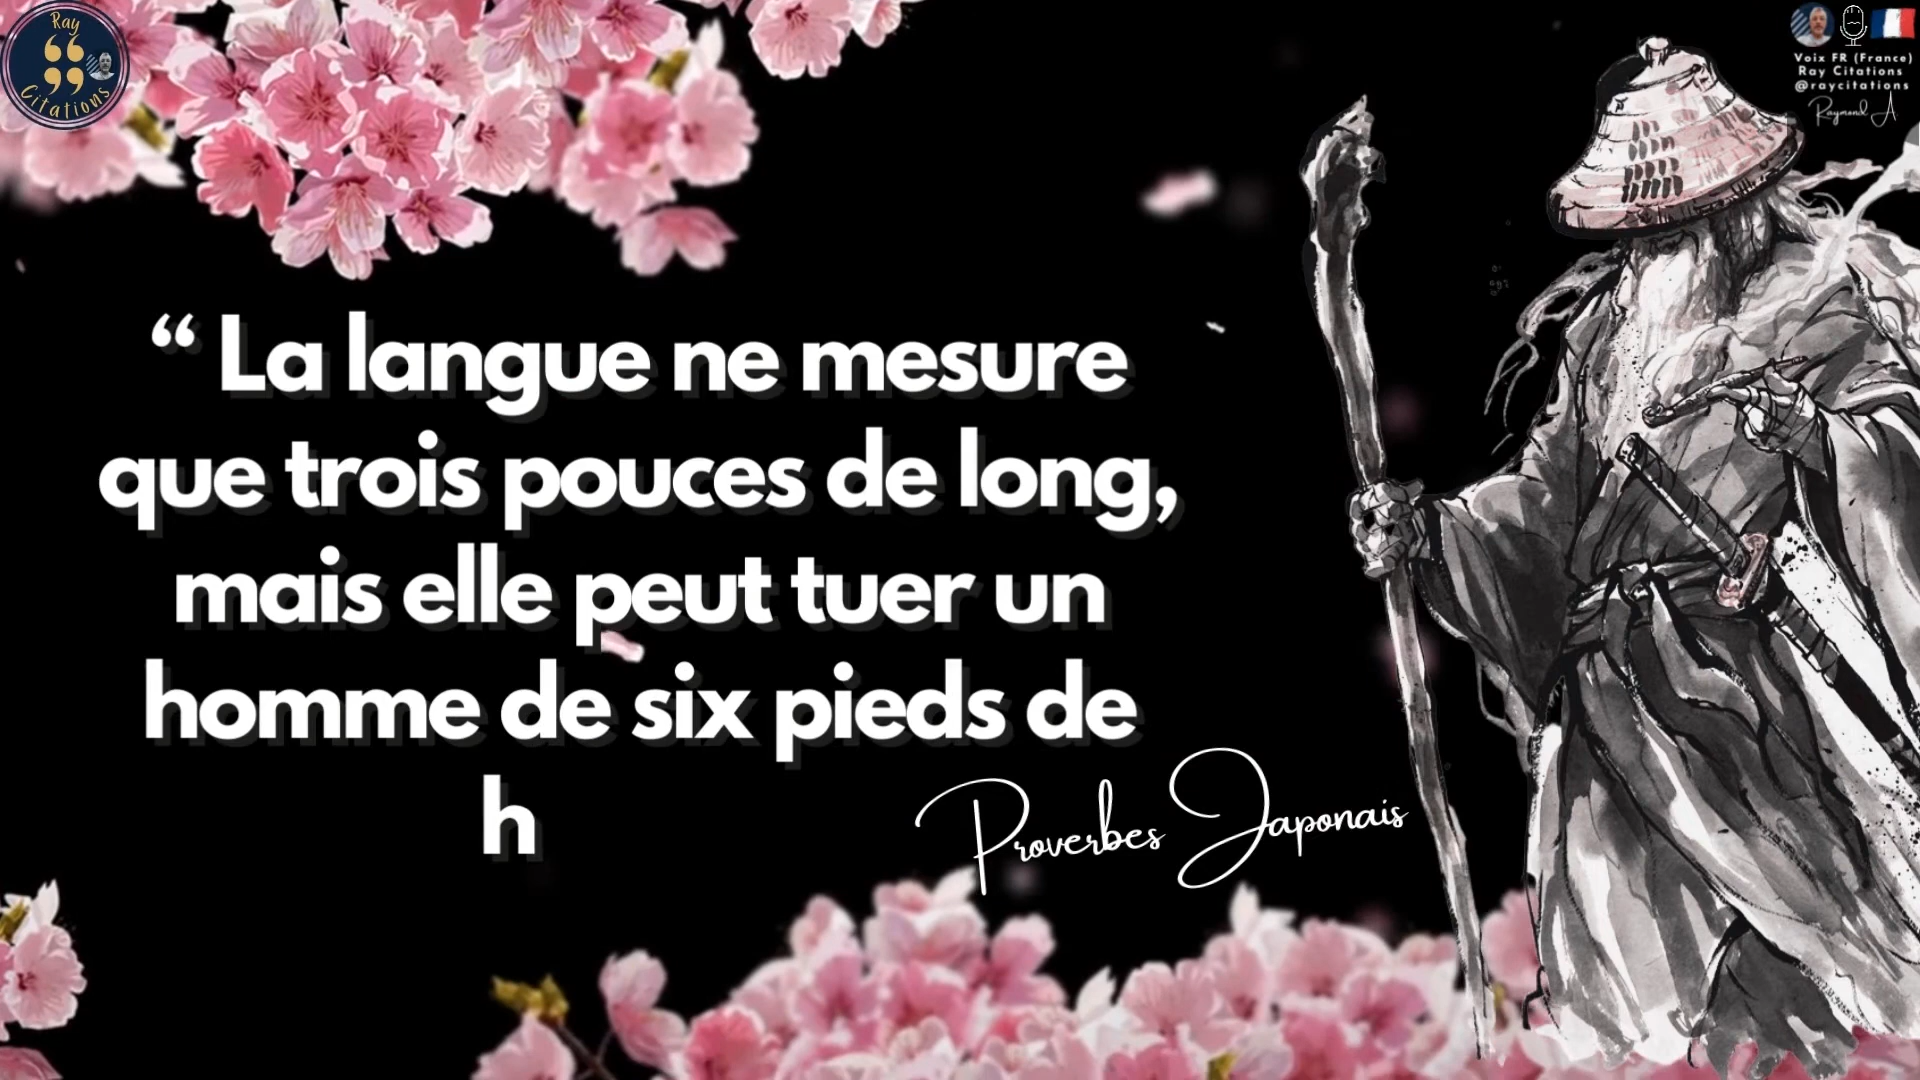 Ray
Citations
Voix FR (France)
Ray Citations
@raycitations
Raymond A
“ La langue ne mesure
que trois pouces de long,
mais elle peut tuer un
homme de six pieds de
h
Proverbes Japonais